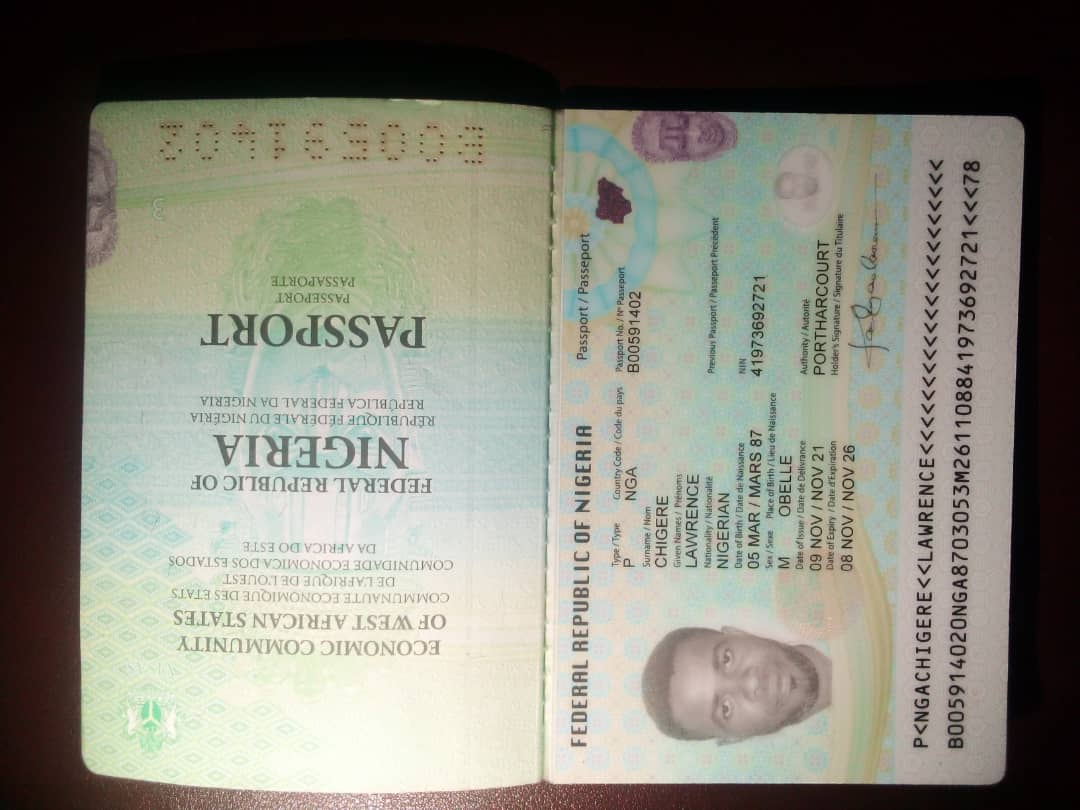 B00591403
3
ECONOMIC COMMUNITY
OF WEST AFRICAN STATES
COMMUNAUTE ECONOMIQUE DES ETATS
DE L'AFRIQUE DE L'OUEST
COMUNIDADE ECONOMICA DOS ESTADOS
DA AFRICA DO ESTE
FEDERAL REPUBLIC OF
NIGERIA
RÉPUBLIQUE FÉDÉRALE DU NIGÉRIA
REPÚBLICA FEDERAL DA NIGERIA
PASSPORT
PASSEPORT
PASSAPORTE
FEDERAL REPUBLIC OF NIGERIA
Passport / Passeport
Type / Type Country Code / Code du pays Passport No. / Nº Passeport
P NGA B00591402
Surname / Nom
CHIGERE
Given Names / Prénoms
LAWRENCE
Nationality / Nationalité Previous Passport / Passeport Précédent
NIGERIAN
Date of Birth / Date de Naissance NIN
05 MAR / MARS 87 41973692721
Sex / Sexe Place of Birth / Lieu de Naissance
M OBELLE
Date of Issue / Date de Delivrance Authority / Autorité
09 NOV / NOV 21 PORTHARCOURT
Date of Expiry / Date d'Expiration Holder's Signature / Signature du Titulaire
08 NOV / NOV 26
P<NGACHIGERE<<LAWRENCE<<<<<<<<<<<<<<<<<<<<<<
B005914020NGA8703053M261108841973692721<<<78